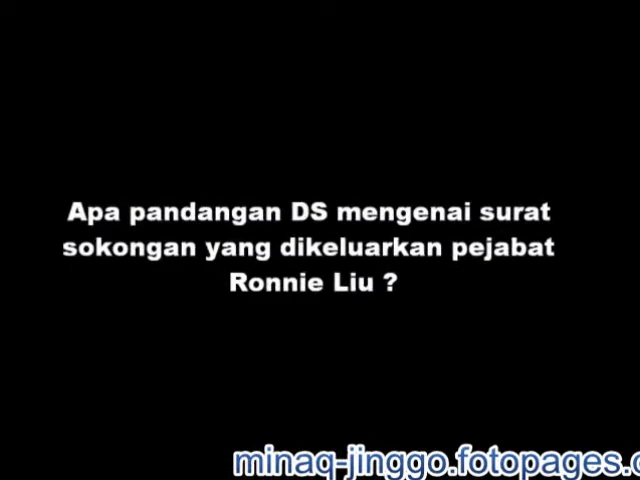 Apa pandangan DS mengenai surat
sokongan yang dikeluarkan pejabat
Ronnie Liu ?
minaq-jinggo.fotopages.c